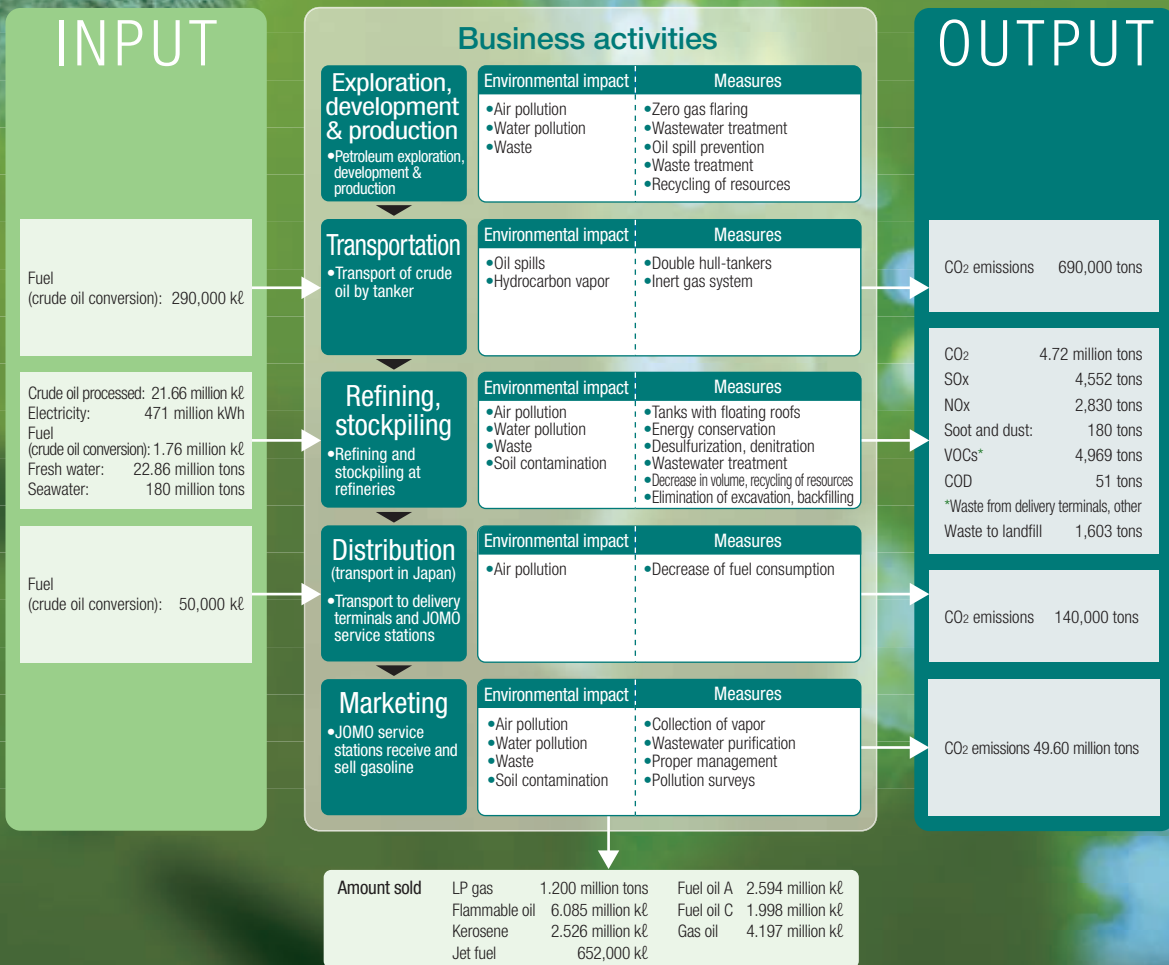 INPUT
Fuel
(crude oil conversion): 290,000 kℓ
Crude oil processed: 21.66 million kℓ
Electricity: 471 million kWh
Fuel
(crude oil conversion): 1.76 million kℓ
Fresh water: 22.86 million tons
Seawater: 180 million tons
Fuel
(crude oil conversion): 50,000 kℓ
Business activities
Exploration,
development
& production
•Petroleum exploration,
development &
production
Environmental impact Measures
•Air pollution
•Water pollution
•Waste
•Zero gas flaring
•Wastewater treatment
•Oil spill prevention
•Waste treatment
•Recycling of resources
Transportation
•Transport of crude
oil by tanker
Environmental impact Measures
•Oil spills
•Hydrocarbon vapor
•Double hull-tankers
•Inert gas system
Refining,
stockpiling
•Refining and
stockpiling at
refineries
Environmental impact Measures
•Air pollution
•Water pollution
•Waste
•Soil contamination
•Tanks with floating roofs
•Energy conservation
•Desulfurization, denitration
•Wastewater treatment
•Decrease in volume, recycling of resources
•Elimination of excavation, backfilling
Distribution
(transport in Japan)
•Transport to delivery
terminals and JOMO
service stations
Environmental impact Measures
•Air pollution
•Decrease of fuel consumption
Marketing
•JOMO service
stations receive and
sell gasoline
Environmental impact Measures
•Air pollution
•Water pollution
•Waste
•Soil contamination
•Collection of vapor
•Wastewater purification
•Proper management
•Pollution surveys
OUTPUT
CO2 emissions 690,000 tons
CO2 4.72 million tons
SOx 4,552 tons
NOx 2,830 tons
Soot and dust: 180 tons
VOCs* 4,969 tons
COD 51 tons
*Waste from delivery terminals, other
Waste to landfill 1,603 tons
CO2 emissions 140,000 tons
CO2 emissions 49.60 million tons
Amount sold LP gas 1.200 million tons Fuel oil A 2.594 million kℓ
Flammable oil 6.085 million kℓ Fuel oil C 1.998 million kℓ
Kerosene 2.526 million kℓ Gas oil 4.197 million kℓ
Jet fuel 652,000 kℓ